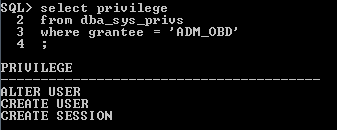 SQL> select privilege
2 from dba_sys_privs
3 where grantee = 'ADM_OBD'
4 ;
PRIVILEGE
----------------------------------------
ALTER USER
CREATE USER
CREATE SESSION